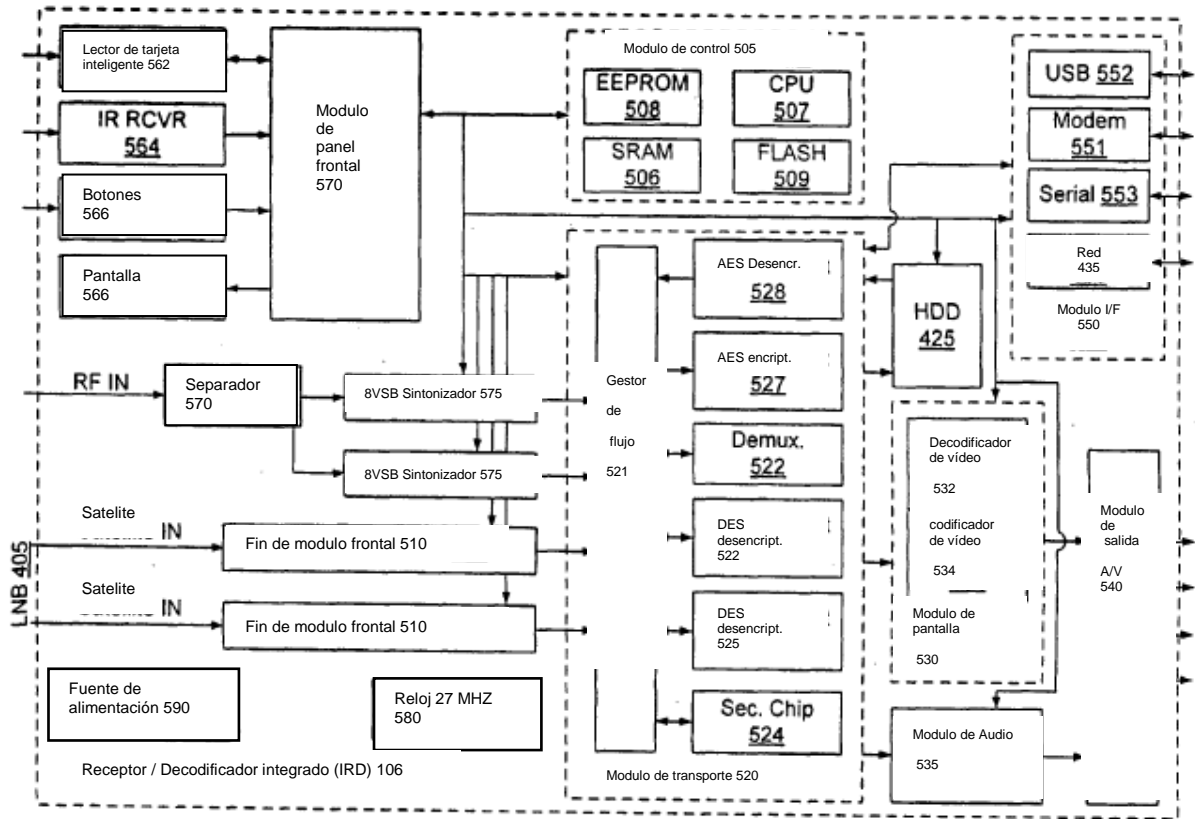 Lector de tarjeta
inteligente 562
IR RCVR
564
Botones
566
Pantalla
566
Modulo
de
panel
frontal
570
Modulo de control 505
EEPROM
508
CPU
507
SRAM
506
FLASH
509
USB 552
Modem
551
Serial 553
Red
435
Modulo I/F
550
RF IN
Separador
570
8VSB Sintonizador 575
8VSB Sintonizador 575
Satelite
IN
Fin de modulo frontal 510
Satelite
IN
Fin de modulo frontal 510
LNB 405
Gestor
de
flujo
521
AES Desencr.
528
AES encript.
527
Demux.
522
DES
desencript.
522
DES
desencript.
525
Sec. Chip
524
Modulo de transporte 520
HDD
425
Decodificador
de vídeo
532
codificador
de vídeo
534
Modulo de
pantalla
530
Modulo de Audio
535
Modulo
de
salida
A/V
540
Fuente de
alimentación 590
Reloj 27 MHZ
580
Receptor / Decodificador integrado (IRD) 106